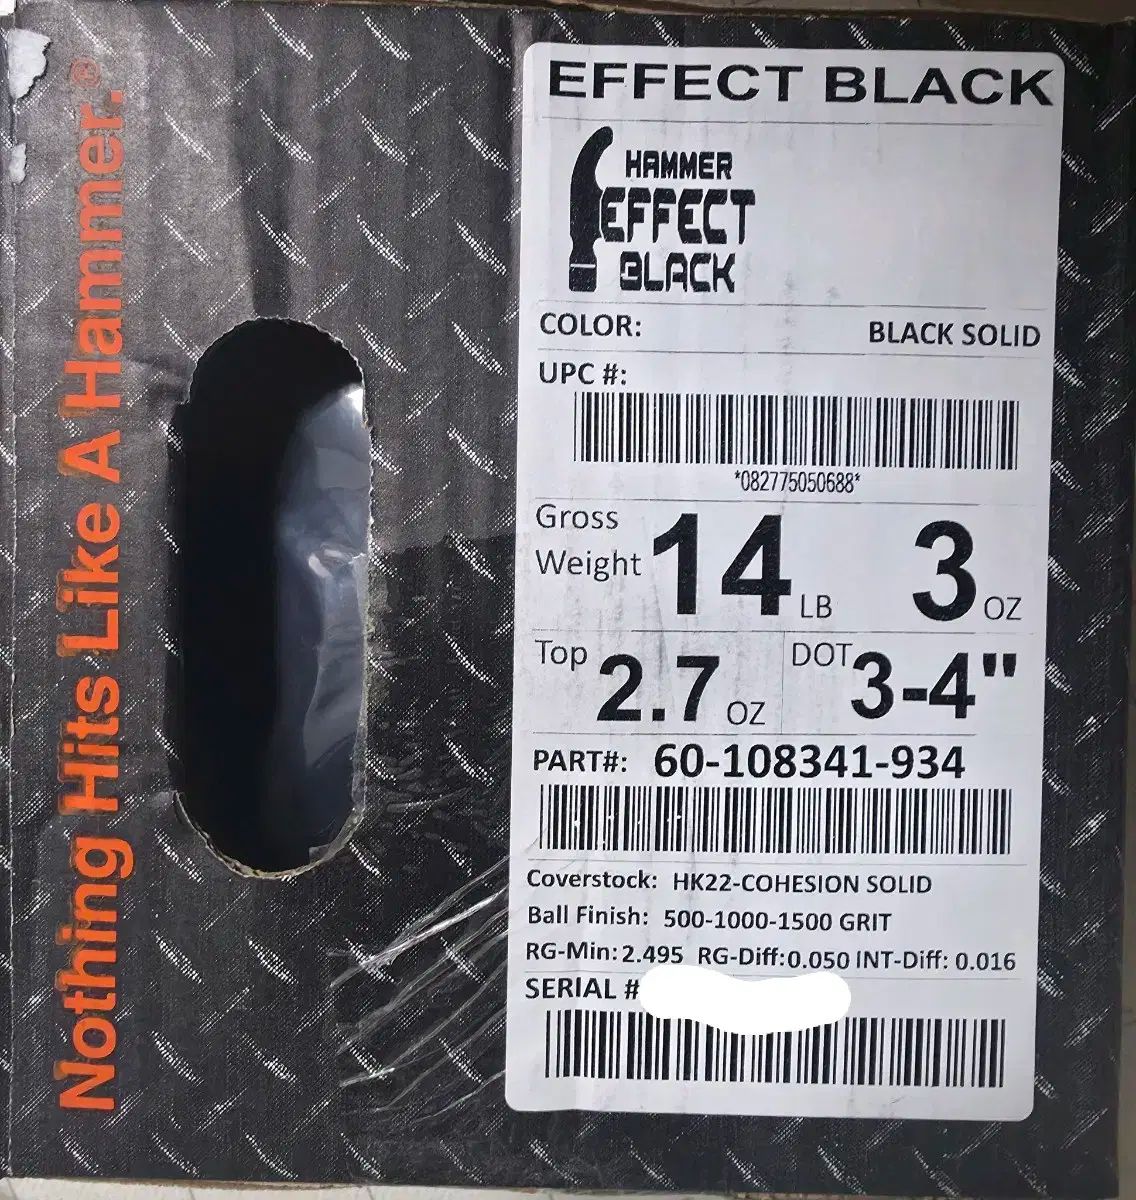 Nothing Hits Like A Hammer.®
EFFECT BLACK
HAMMER
EFFECT
BLACK
COLOR: BLACK SOLID
UPC #:
*082775050688*
Gross Weight 14 LB 3 OZ
Top 2.7 OZ DOT 3-4"
PART#: 60-108341-934
Coverstock: HK22-COHESION SOLID
Ball Finish: 500-1000-1500 GRIT
RG-Min: 2.495 RG-Diff:0.050 INT-Diff: 0.016
SERIAL #